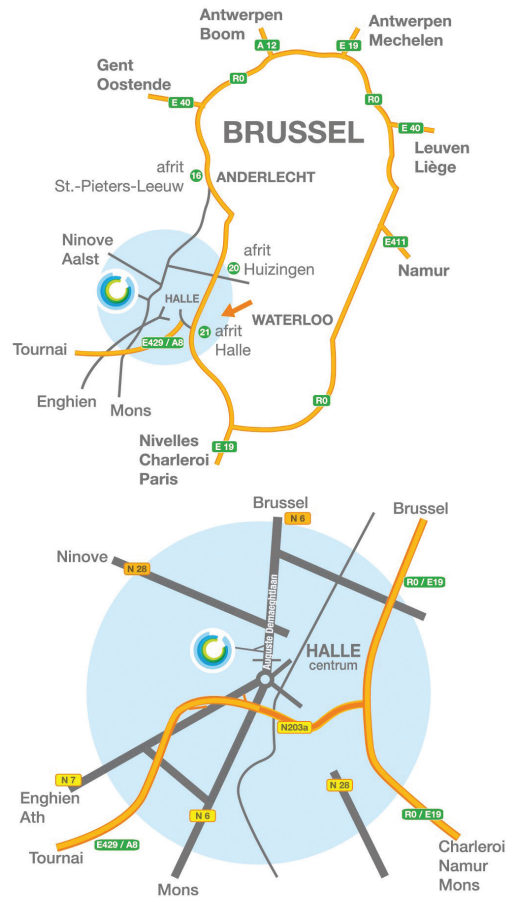 Antwerpen
Boom
Antwerpen
Mechelen
A 12
E 19
R0
R0
Gent
Oostende
E 40
BRUSSEL
E 40
Leuven
Liège
afrit
St.-Pieters-Leeuw
16
ANDERLECHT
Ninove
Aalst
20
afrit
Huizingen
E411
Namur
HALLE
WATERLOO
21
afrit
Halle
Tournai
E429 / A8
Enghien
Mons
R0
Nivelles
Charleroi
Paris
E 19
Brussel
N 6
Brussel
Ninove
N 28
R0 / E19
Auguste Demaeghtlaan
HALLE
centrum
N203a
N 7
Enghien
Ath
N 6
N 28
R0 / E19
Tournai
E429 / A8
Mons
Charleroi
Namur
Mons